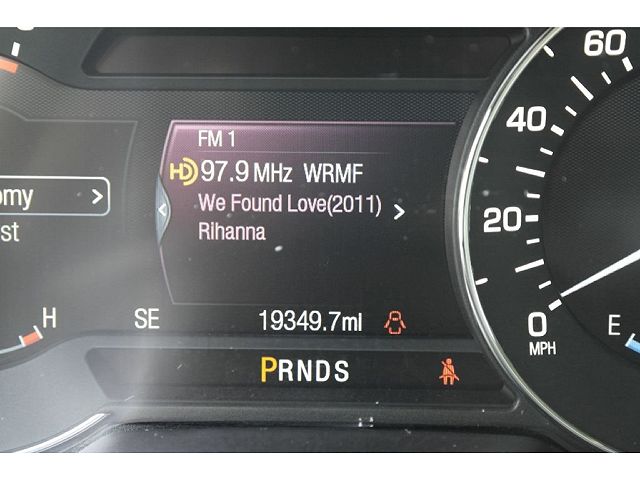 FM 1
HD 97.9 MHz WRMF
We Found Love(2011)
Rihanna
omy
st
H
SE
19349.7ml
PRNDS
60
40
20
0
MPH
E